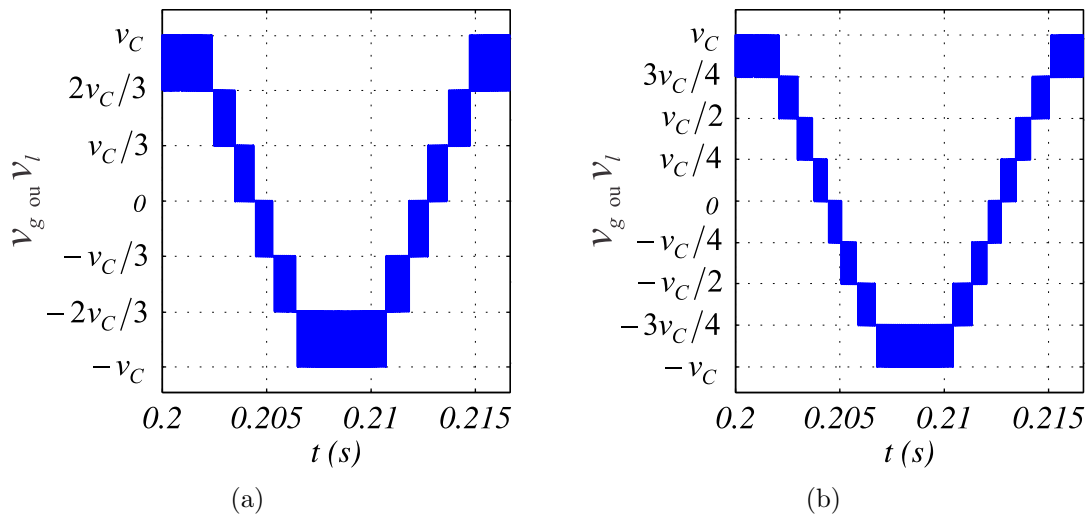 v_g ou v_l
v_C
2v_C/3
v_C/3
0
−v_C/3
−2v_C/3
−v_C
0.2 0.205 0.21 0.215
t (s)
(a)
v_g ou v_l
v_C
3v_C/4
v_C/2
v_C/4
0
−v_C/4
−v_C/2
−3v_C/4
−v_C
0.2 0.205 0.21 0.215
t (s)
(b)